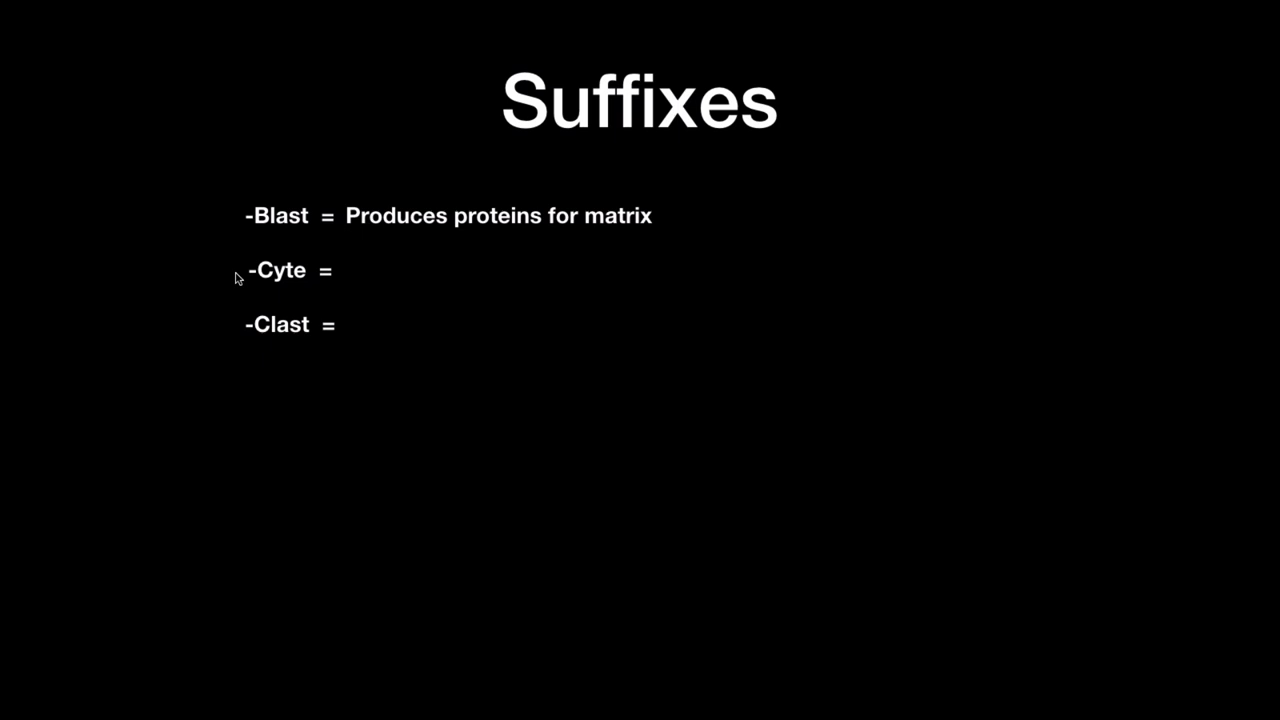 Suffixes
-Blast = Produces proteins for matrix
-Cyte =
-Clast =